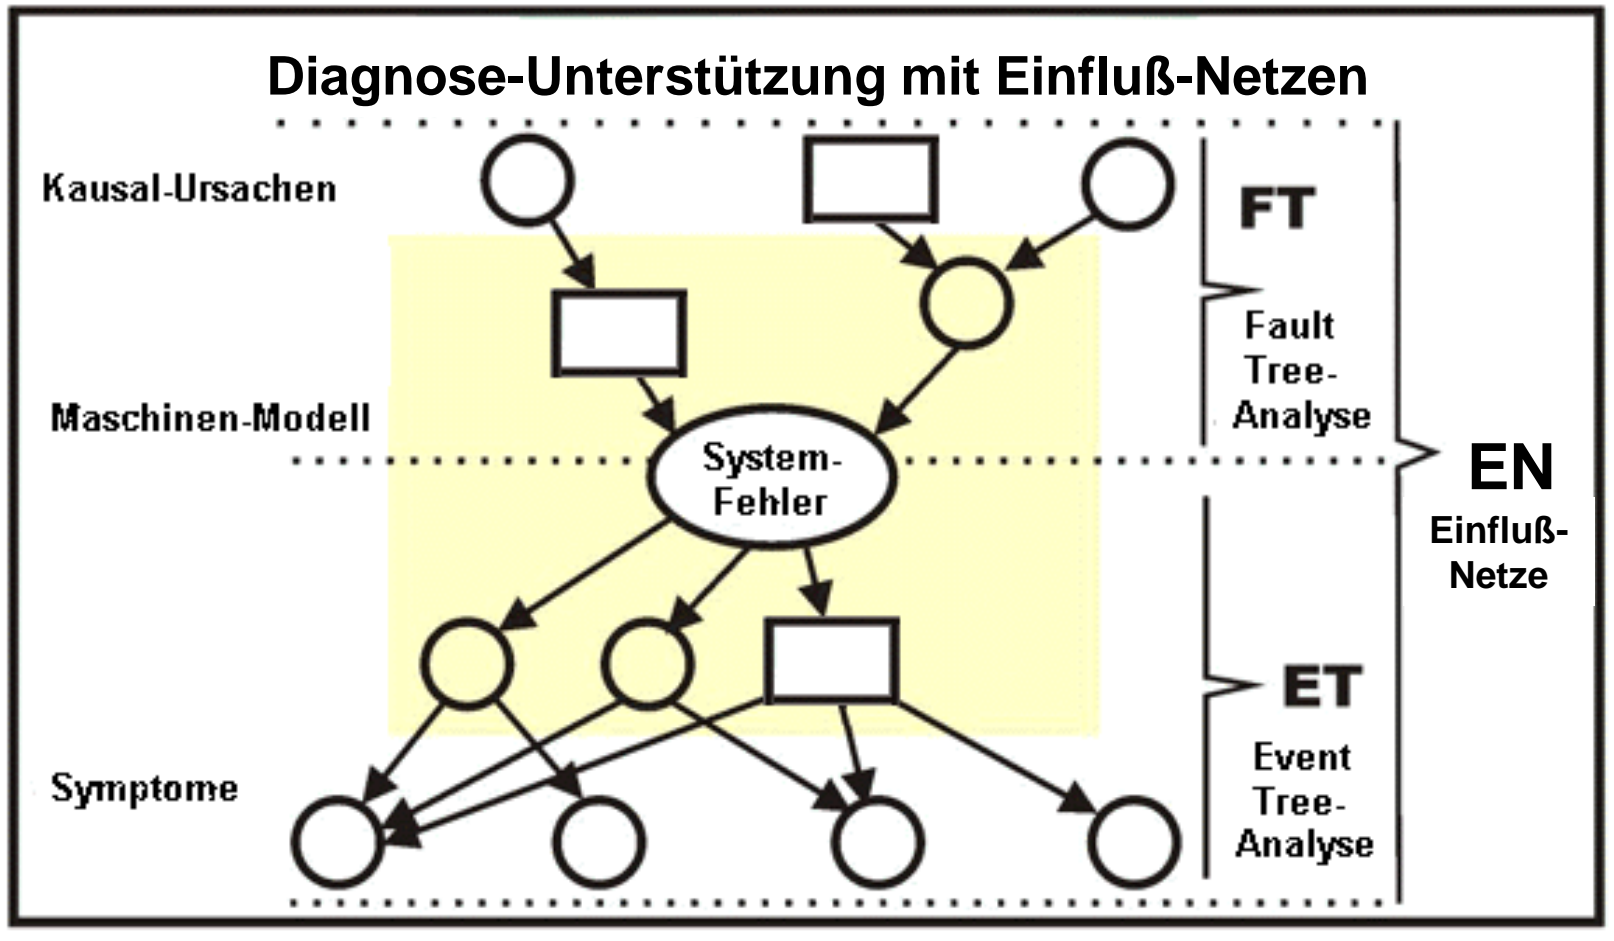 Diagnose-Unterstützung mit Einfluß-Netzen
Kausal-Ursachen
FT
Fault
Tree-
Analyse
Maschinen-Modell
System-
Fehler
EN
Einfluß-
Netze
ET
Event
Tree-
Analyse
Symptome